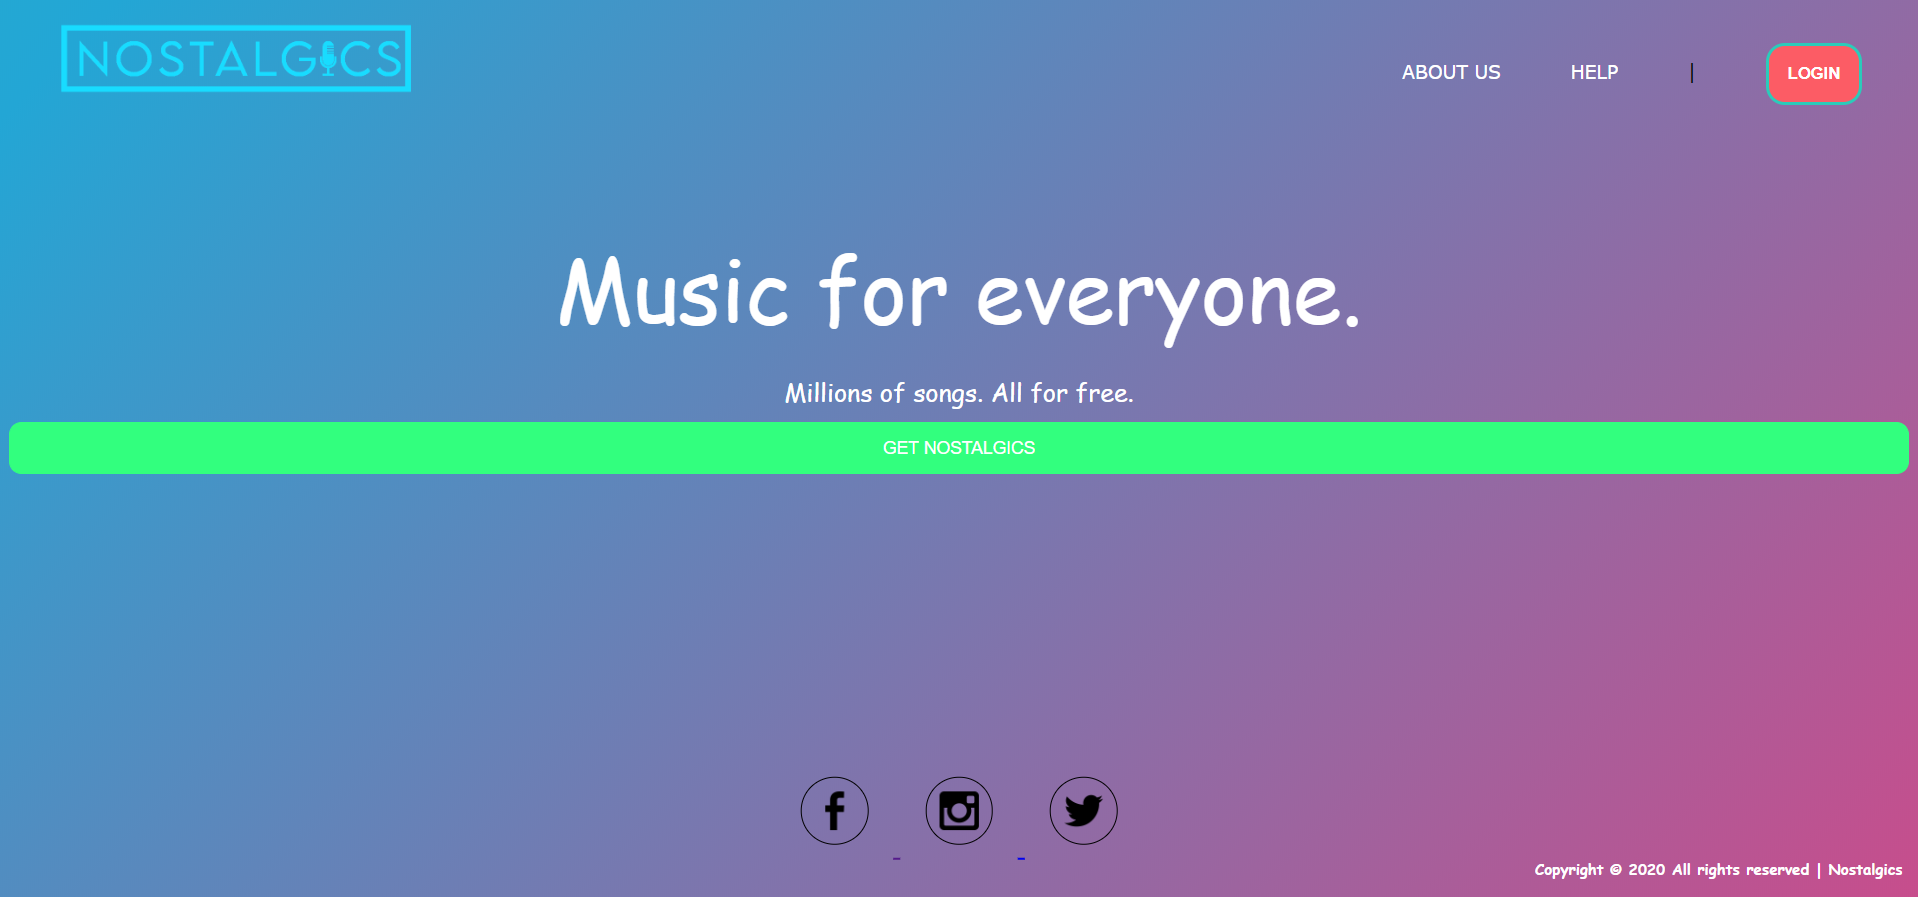 NOSTALGICS
ABOUT US
HELP
|
LOGIN
Music for everyone.
Millions of songs. All for free.
GET NOSTALGICS
Copyright © 2020 All rights reserved | Nostalgics